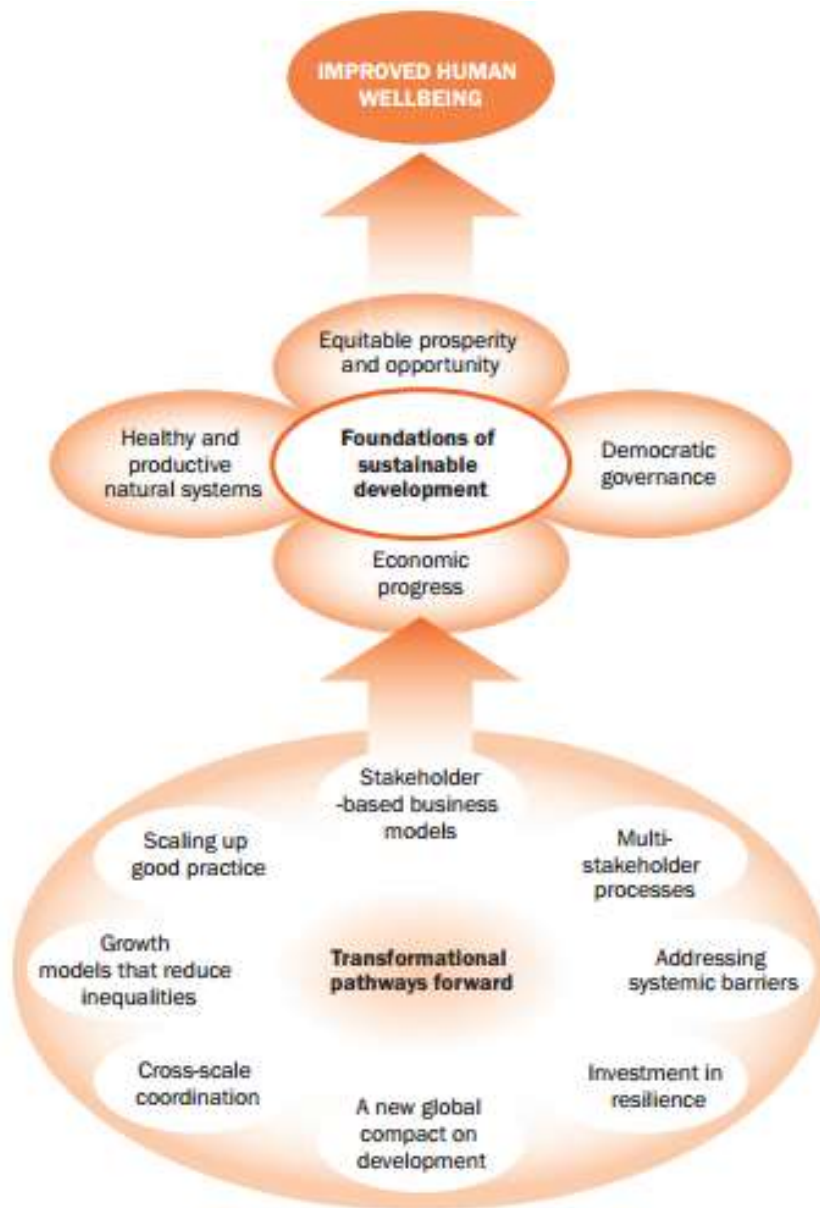 IMPROVED HUMAN
WELLBEING
Equitable prosperity
and opportunity
Healthy and
productive
natural systems
Foundations of
sustainable
development
Democratic
governance
Economic
progress
Stakeholder
-based business
models
Scaling up
good practice
Multi-
stakeholder
processes
Growth
models that reduce
inequalities
Transformational
pathways forward
Addressing
systemic barriers
Cross-scale
coordination
A new global
compact on
development
Investment in
resilience